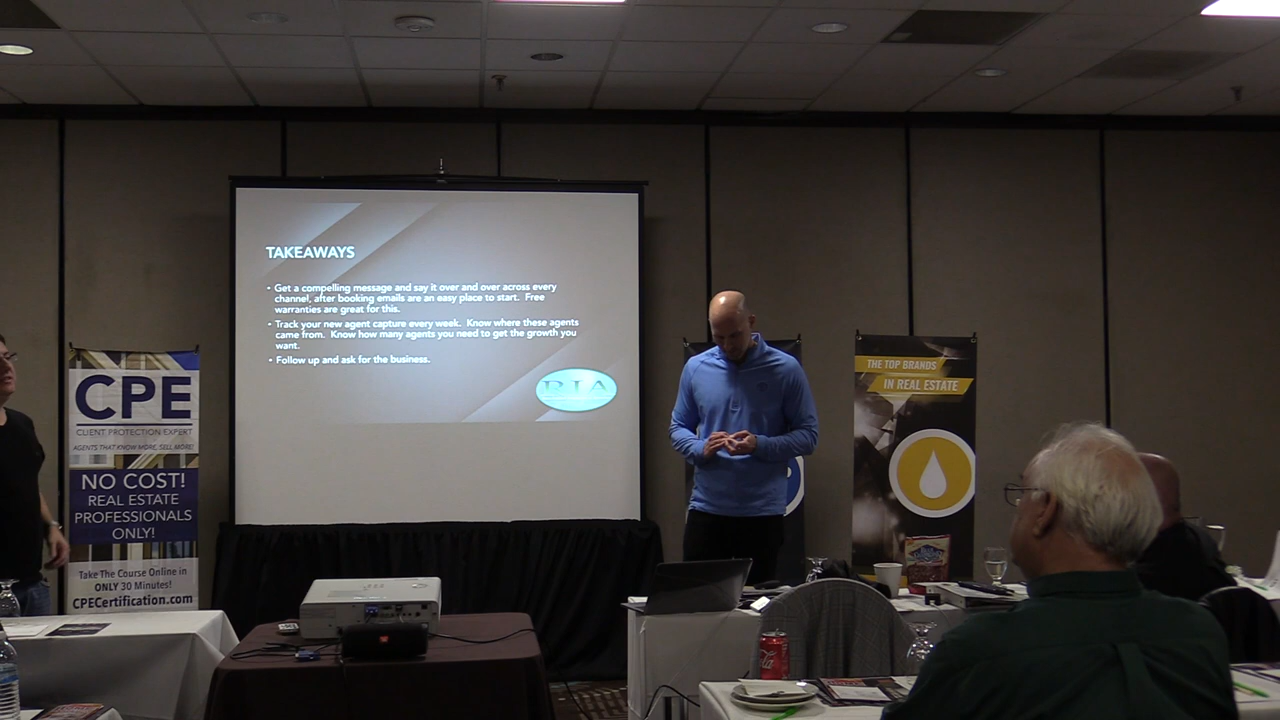 TAKEAWAYS
• Get a compelling message and say it over and over across every
channel, after booking emails are an easy place to start. Free
warranties are great for this.
• Track your new agent capture every week. Know where these agents
came from. Know how many agents you need to get the growth you
want.
• Follow up and ask for the business.
CPE
CLIENT PROTECTION EXPERT
AGENTS THAT KNOW MORE, SELL MORE!
NO COST!
REAL ESTATE
PROFESSIONALS
ONLY!
Take The Course Online in
ONLY 30 Minutes!
CPECertification.com
THE TOP BRANDS
IN REAL ESTATE